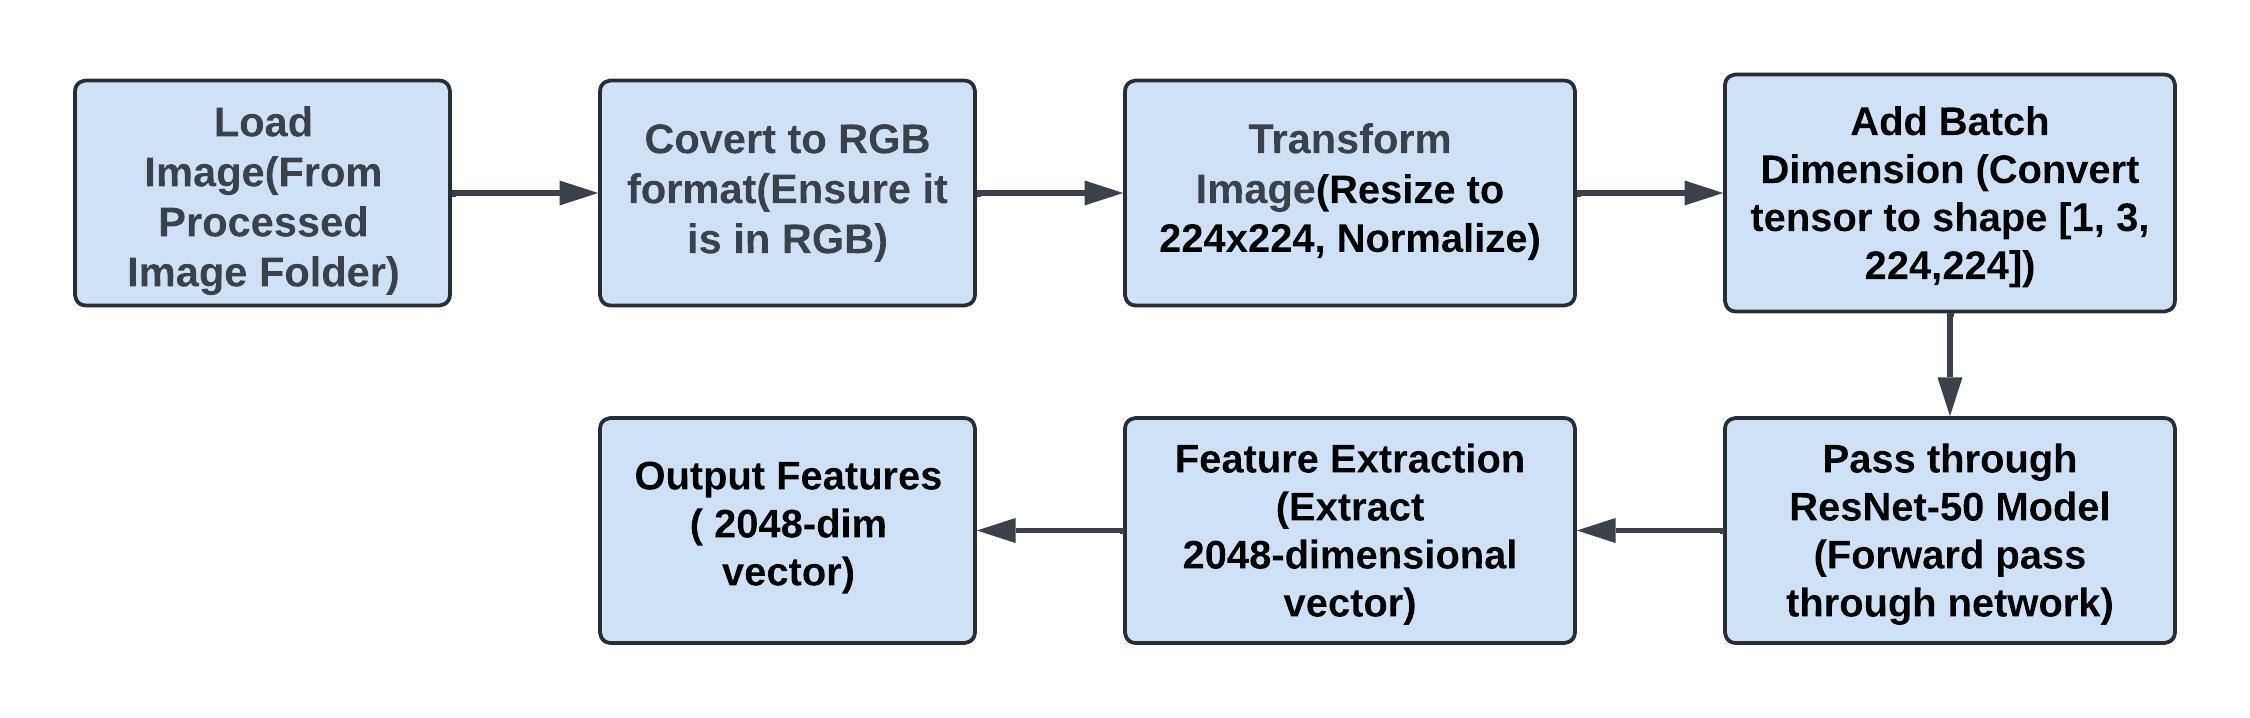 Load
Image(From
Processed
Image Folder)
Covert to RGB
format(Ensure it
is in RGB)
Transform
Image(Resize to
224x224, Normalize)
Add Batch
Dimension (Convert
tensor to shape [1, 3,
224,224])
Pass through
ResNet-50 Model
(Forward pass
through network)
Feature Extraction
(Extract
2048-dimensional
vector)
Output Features
( 2048-dim
vector)